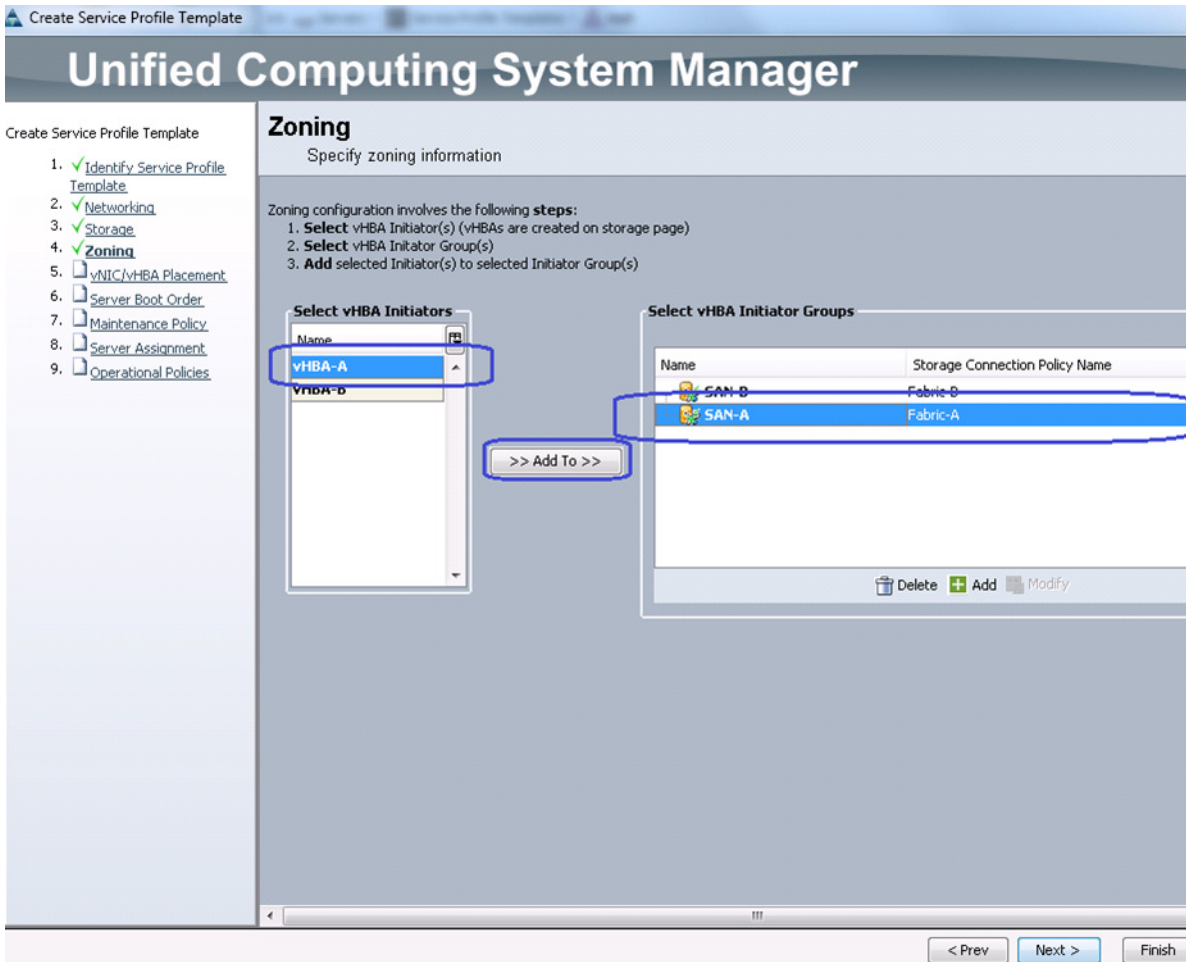 Create Service Profile Template
Unified Computing System Manager
Create Service Profile Template
1. Identify Service Profile
Template
2. Networking
3. Storage
4. Zoning
5. vNIC/vHBA Placement
6. Server Boot Order
7. Maintenance Policy
8. Server Assignment
9. Operational Policies
Zoning
Specify zoning information
Zoning configuration involves the following steps:
1. Select vHBA Initiator(s) (vHBAs are created on storage page)
2. Select vHBA Initator Group(s)
3. Add selected Initiator(s) to selected Initiator Group(s)
Select vHBA Initiators
Name
vHBA-A
vHBA-B
>> Add To >>
Select vHBA Initiator Groups
Name Storage Connection Policy Name
SAN-B Fabric-B
SAN-A Fabric-A
Delete Add Modify
< Prev Next > Finish